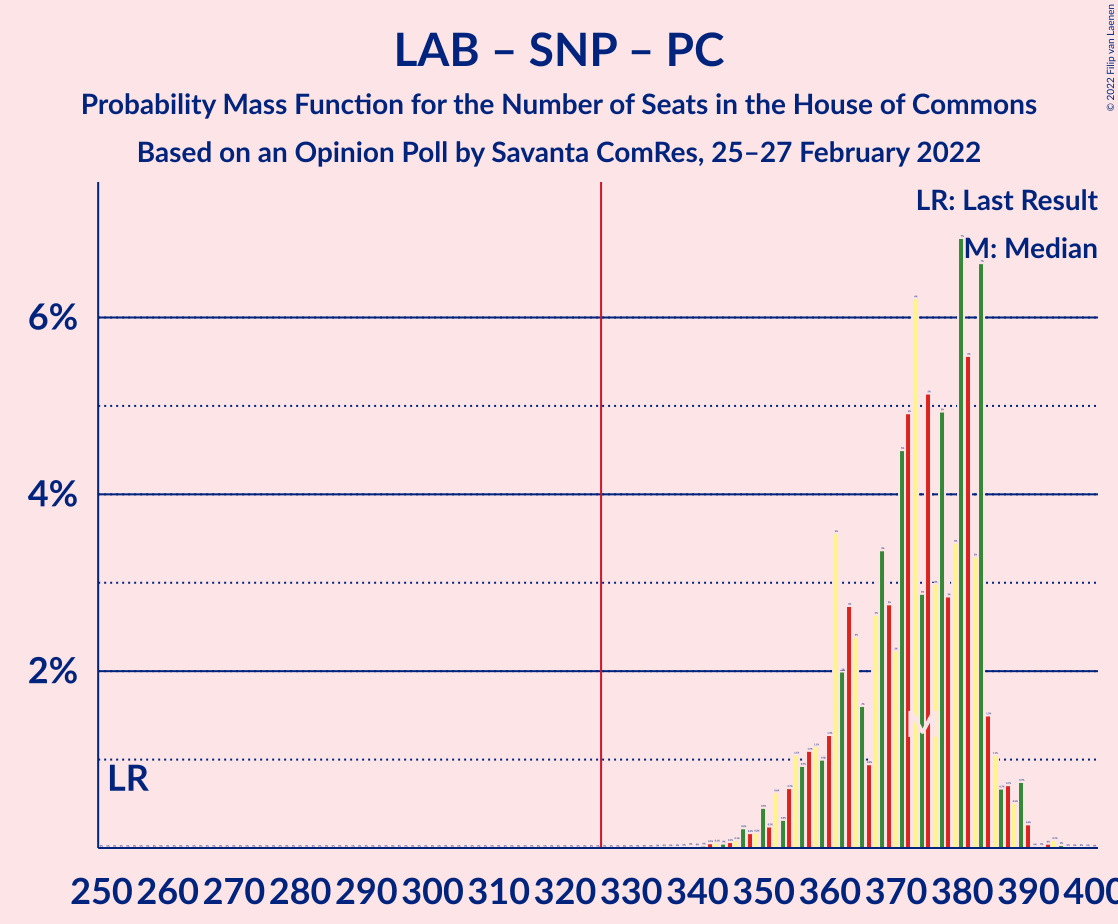 LAB – SNP – PC
Probability Mass Function for the Number of Seats in the House of Commons
Based on an Opinion Poll by Savanta ComRes, 25–27 February 2022
© 2022 Filip van Laenen
LR: Last Result
M: Median
6%
4%
2%
LR
M
250 260 270 280 290 300 310 320 330 340 350 360 370 380 390 400